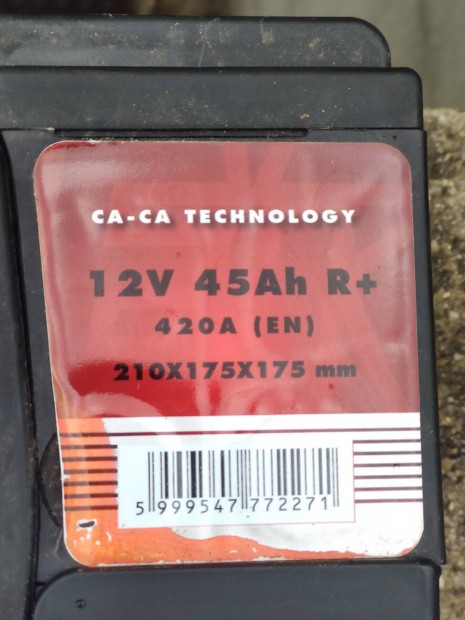 CA-CA TECHNOLOGY
12V 45Ah R+
420A (EN)
210X175X175 mm
5 999547 772271